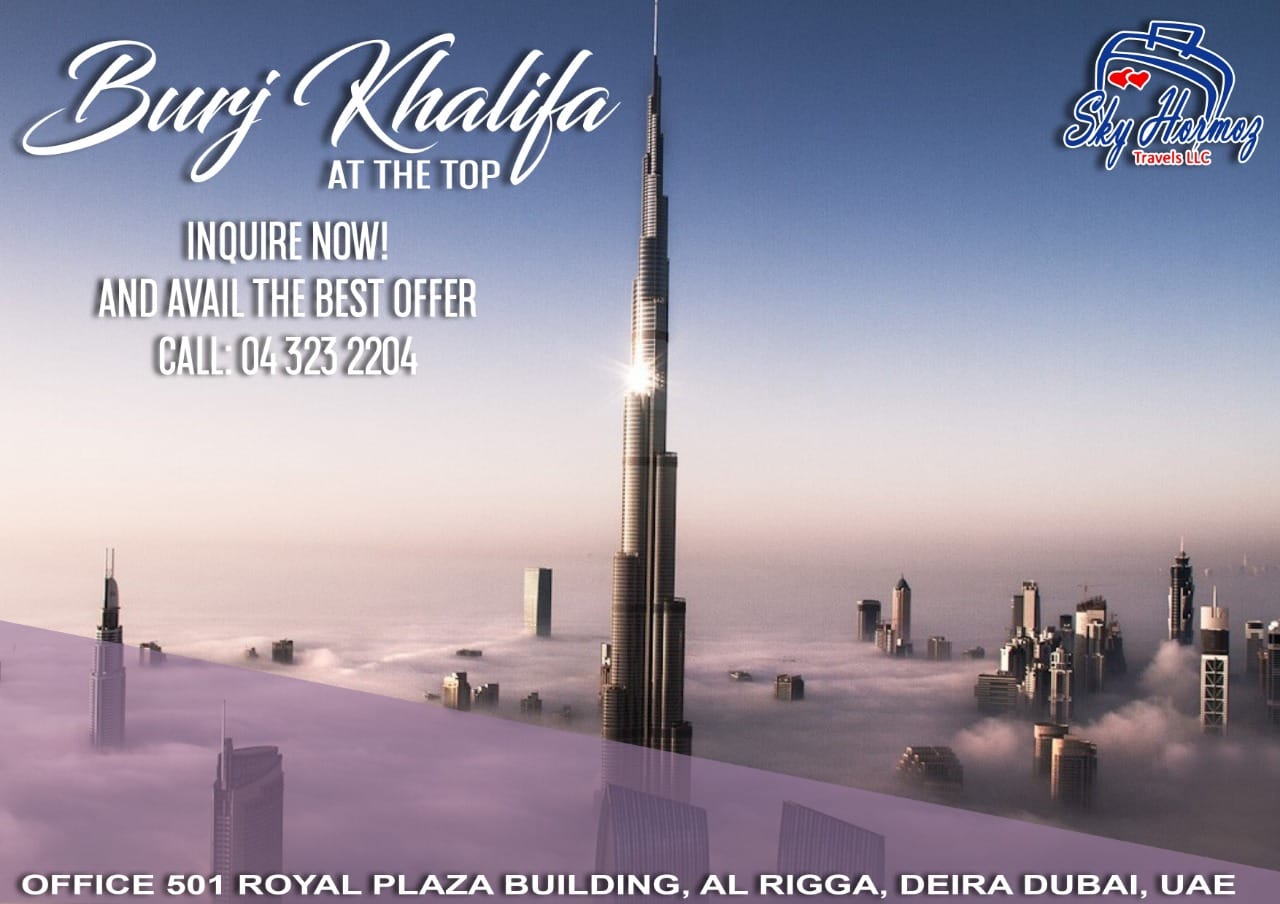 Burj Khalifa
AT THE TOP
INQUIRE NOW!
AND AVAIL THE BEST OFFER
CALL: 04 323 2204
Sky Hormoz
Travels LLC
OFFICE 501 ROYAL PLAZA BUILDING, AL RIGGA, DEIRA DUBAI, UAE